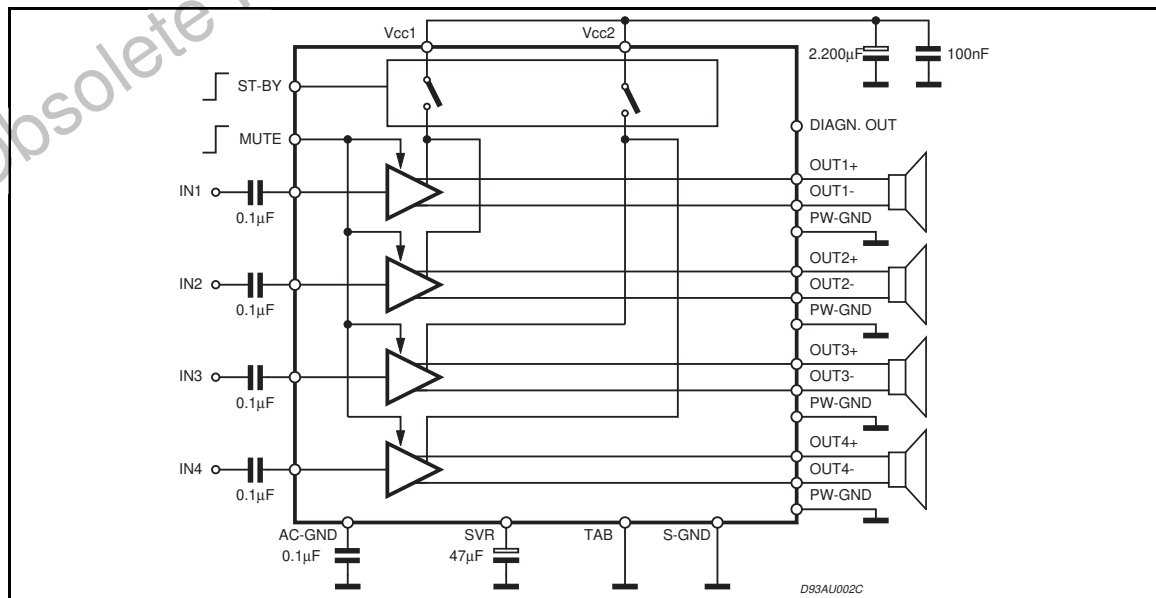 obsolete
Vcc1
Vcc2
2.200µF
100nF
ST-BY
DIAGN. OUT
MUTE
OUT1+
IN1
OUT1-
0.1µF
PW-GND
OUT2+
IN2
OUT2-
0.1µF
PW-GND
OUT3+
IN3
OUT3-
0.1µF
PW-GND
OUT4+
IN4
OUT4-
0.1µF
PW-GND
AC-GND
SVR
TAB
S-GND
0.1µF
47µF
D93AU002C